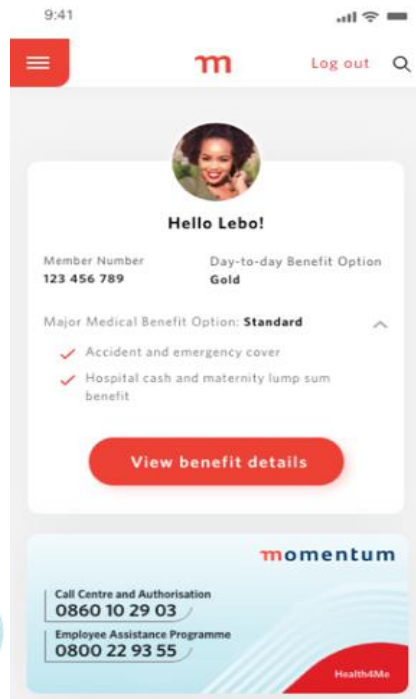 9:41
m
Log out
Hello Lebo!
Member Number
Day-to-day Benefit Option
123 456 789
Gold
Major Medical Benefit Option: Standard
Accident and emergency cover
Hospital cash and maternity lump sum
benefit
View benefit details
momentum
Call Centre and Authorisation
0860 10 29 03
Employee Assistance Programme
0800 22 93 55
Health4Me